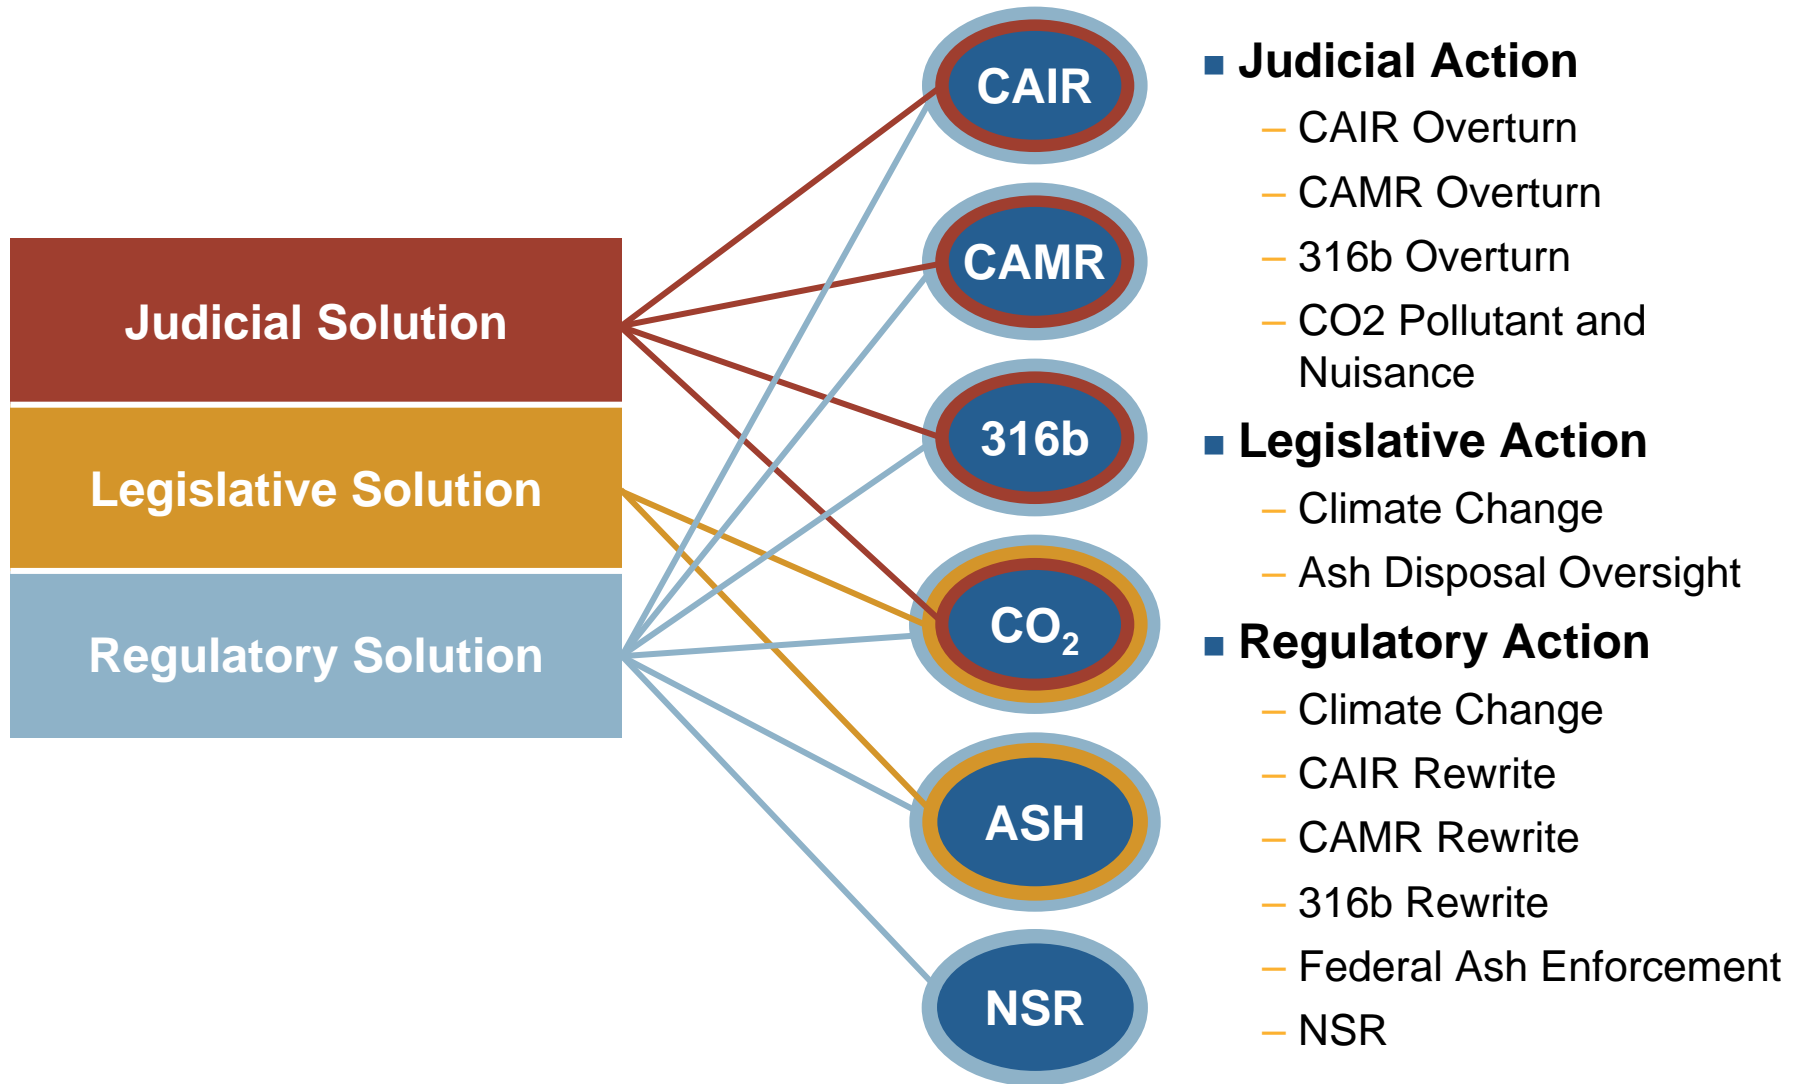 Judicial Solution
Legislative Solution
Regulatory Solution
CAIR
CAMR
316b
CO₂
ASH
NSR
Judicial Action
– CAIR Overturn
– CAMR Overturn
– 316b Overturn
– CO2 Pollutant and
Nuisance
Legislative Action
– Climate Change
– Ash Disposal Oversight
Regulatory Action
– Climate Change
– CAIR Rewrite
– CAMR Rewrite
– 316b Rewrite
– Federal Ash Enforcement
– NSR